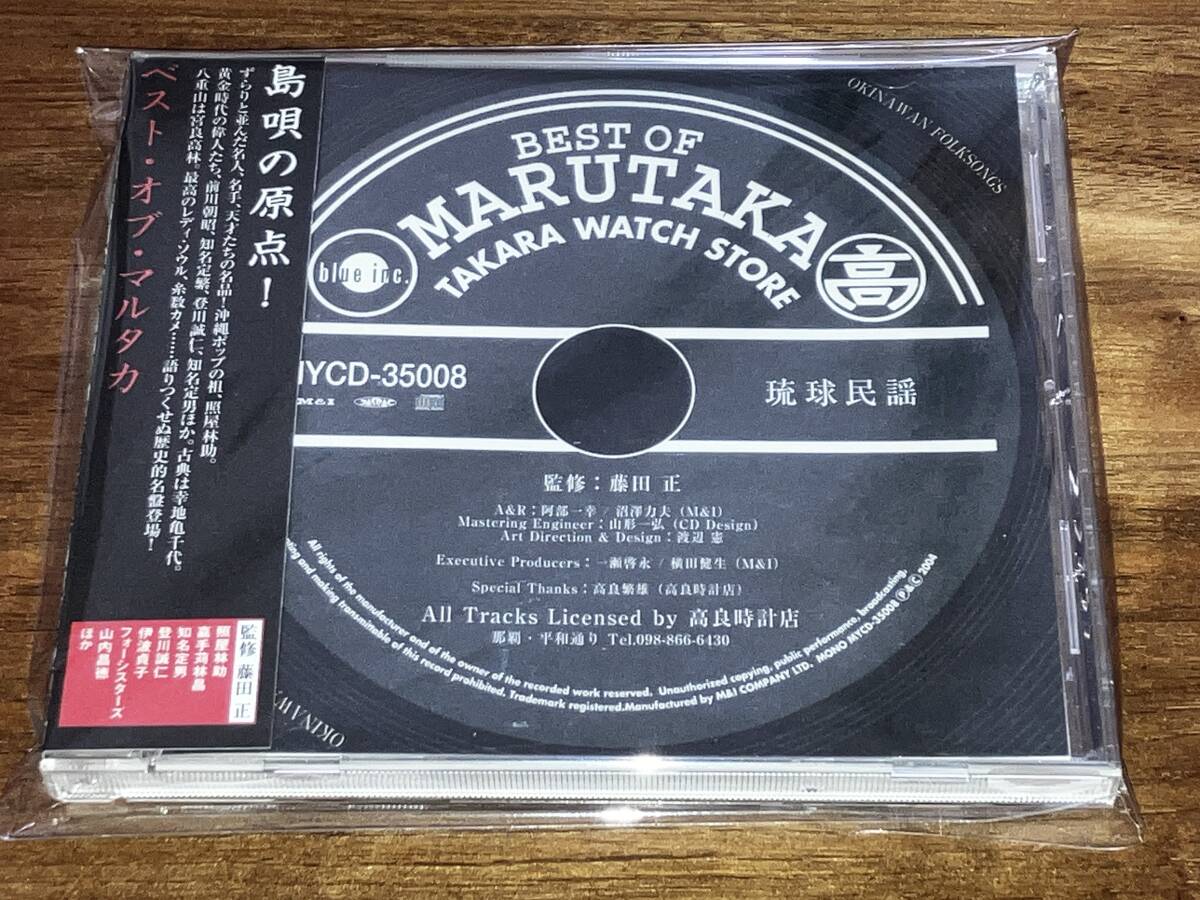 島唄の原点！
ずらりと並んだ名人、名手、天才たちの名品！沖縄ポップの祖、照屋林助。
黄金時代の偉人たち、前川朝昭、知名定繁、登川誠仁、知名定男ほか。古典は幸地亀千代。
八重山は宮良高林。最高のレディ・ソウル、糸数カメ……語りつくせぬ歴史的名盤登場！
ベスト・オブ・マルタカ
監修 藤田 正
照屋林助
嘉手苅林昌
知名定男
登川誠仁
伊波貞子
フォーシスターズ
山内昌徳
ほか
OKINAWAN FOLKSONGS
BEST OF
MARUTAKA
TAKARA WATCH STORE
blue inc.
高
MYCD-35008
M&I
琉球民謡
監修：藤田 正
A&R：阿部一幸 / 沼澤力夫 (M&I)
Mastering Engineer：山形一弘 (CD Design)
Art Direction & Design：渡辺 憲
Executive Producers：一瀬啓永 / 横田健生 (M&I)
Special Thanks：高良繁雄 (高良時計店)
All Tracks Licensed by 高良時計店
那覇・平和通り Tel.098-866-6430
All rights of the manufacturer and of the owner of the recorded work reserved. Unauthorized copying, public performance, broadcasting,
making and making transmittable of this record prohibited. Trademark registered. Manufactured by M&I COMPANY LTD. MONO MYCD-35008 Ⓟ&Ⓒ 2004
OKINAWA